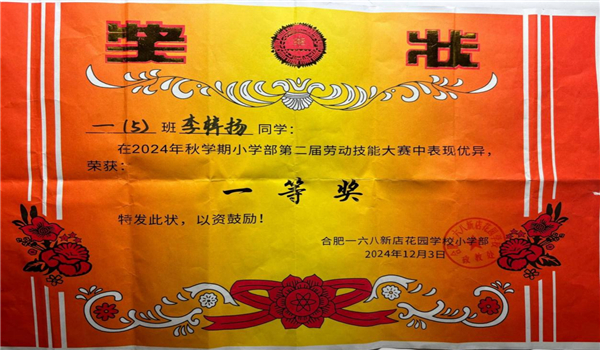 奖状
一(5)班李梓扬同学：
在2024年秋学期小学部第二届劳动技能大赛中表现优异，
荣获：
一等奖
特发此状，以资鼓励！
合肥一六八新店花园学校小学部
2024年12月3日